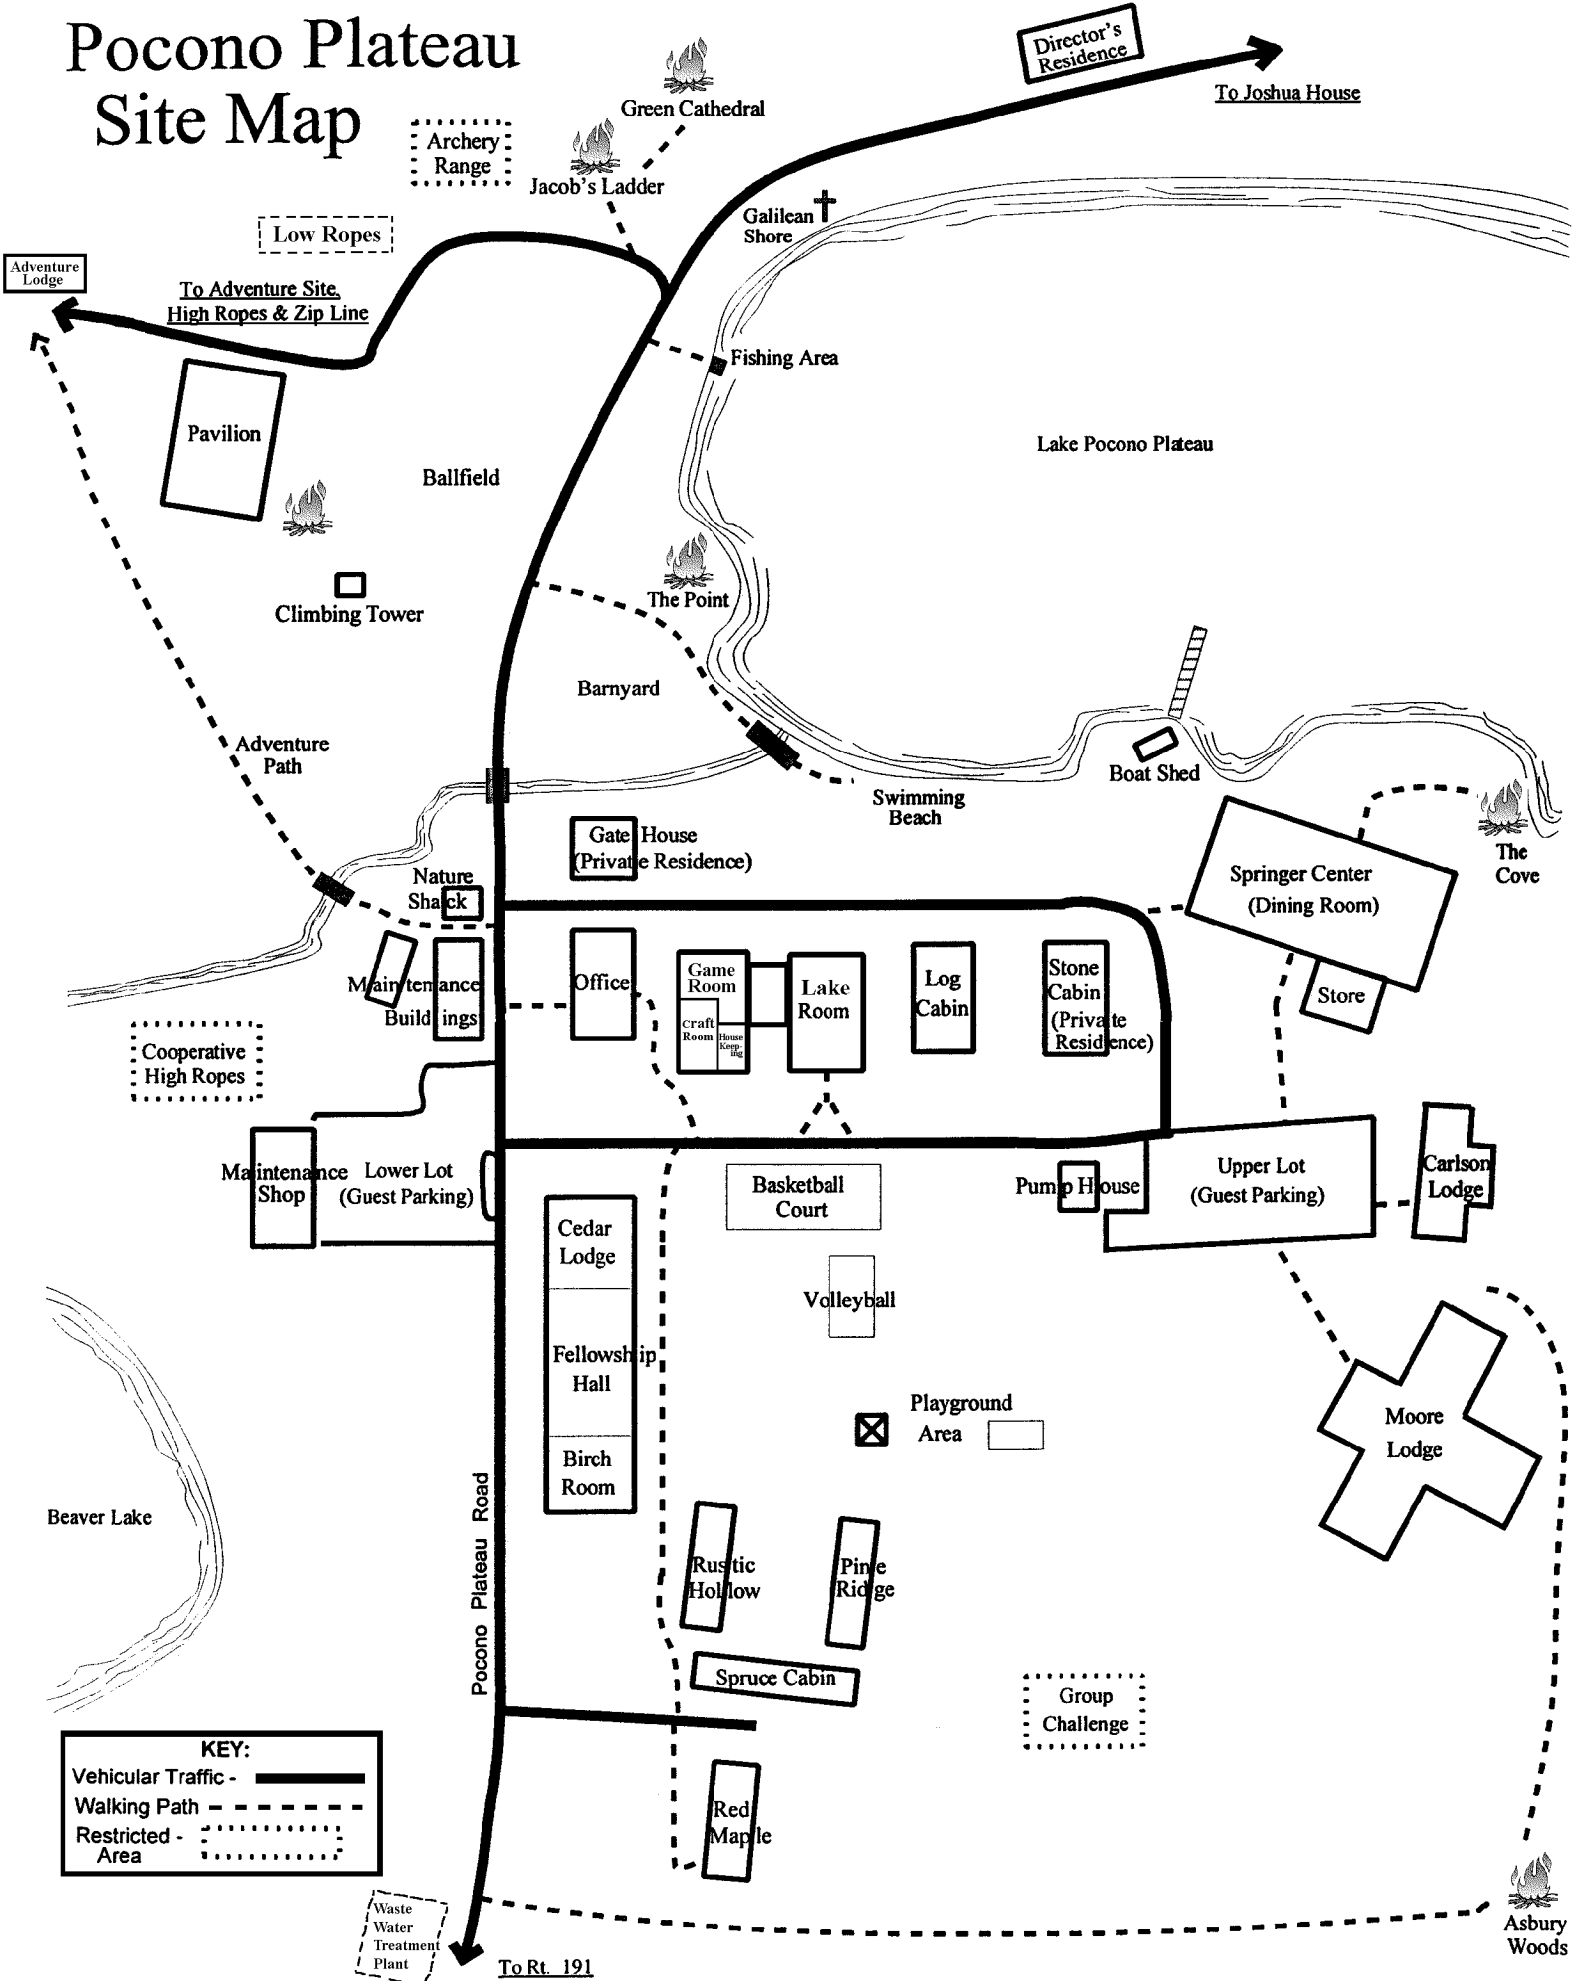 Pocono Plateau
Site Map
Director's
Residence
To Joshua House
Green Cathedral
Archery
Range
Jacob's Ladder
Galilean
Shore
Low Ropes
Adventure
Lodge
To Adventure Site,
High Ropes & Zip Line
Fishing Area
Pavilion
Lake Pocono Plateau
Ballfield
The Point
Climbing Tower
Barnyard
Adventure
Path
Boat Shed
Swimming
Beach
Gate House
(Private Residence)
The
Cove
Springer Center
(Dining Room)
Nature
Shack
Maintenance
Buildings
Office
Game
Room
Craft
Room
House
Keep-
ing
Lake
Room
Log
Cabin
Stone
Cabin
(Private
Residence)
Store
Cooperative
High Ropes
Maintenance
Shop
Lower Lot
(Guest Parking)
Basketball
Court
Pump House
Upper Lot
(Guest Parking)
Carlson
Lodge
Cedar
Lodge
Volleyball
Fellowship
Hall
Playground
Area
Moore
Lodge
Birch
Room
Beaver Lake
Pocono Plateau Road
Rustic
Hollow
Pine
Ridge
Spruce Cabin
Group
Challenge
KEY:
Vehicular Traffic -
Walking Path
Restricted -
Area
Red
Maple
Waste
Water
Treatment
Plant
To Rt. 191
Asbury
Woods